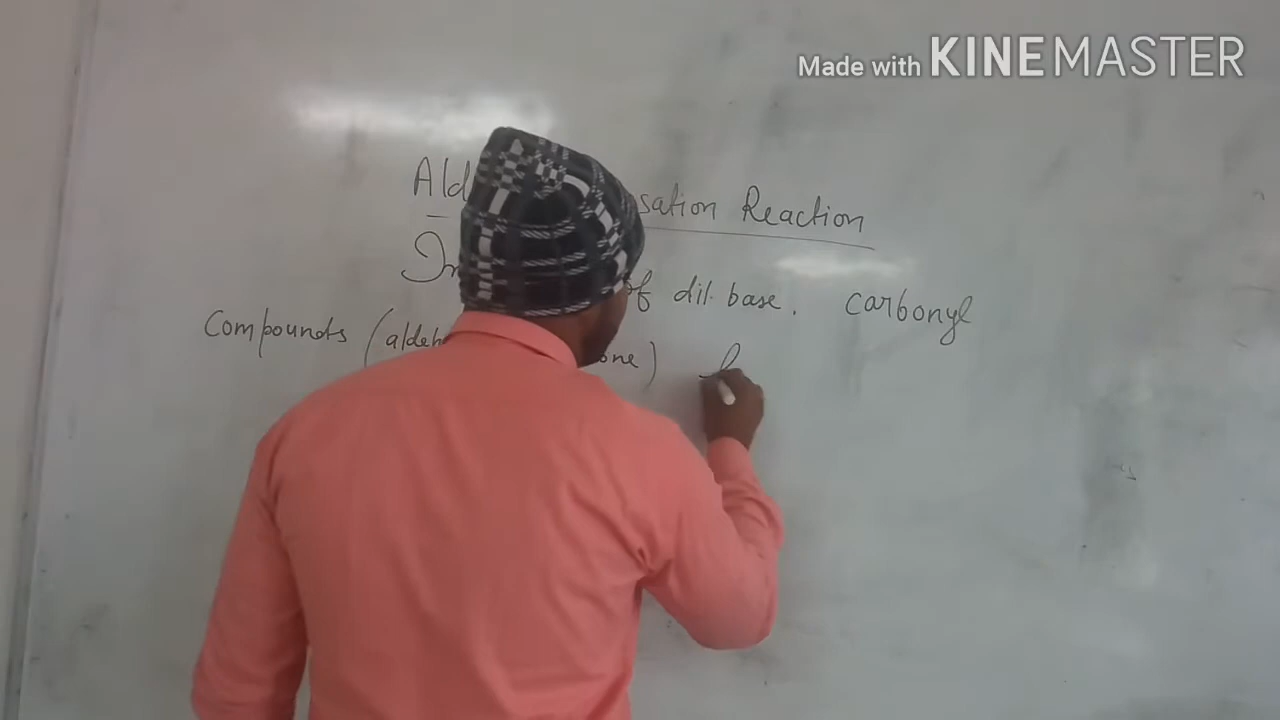 Made with KINEMASTER
Ald sation Reaction
In of dil. base. carbonyl
Compounds (aldeh one)